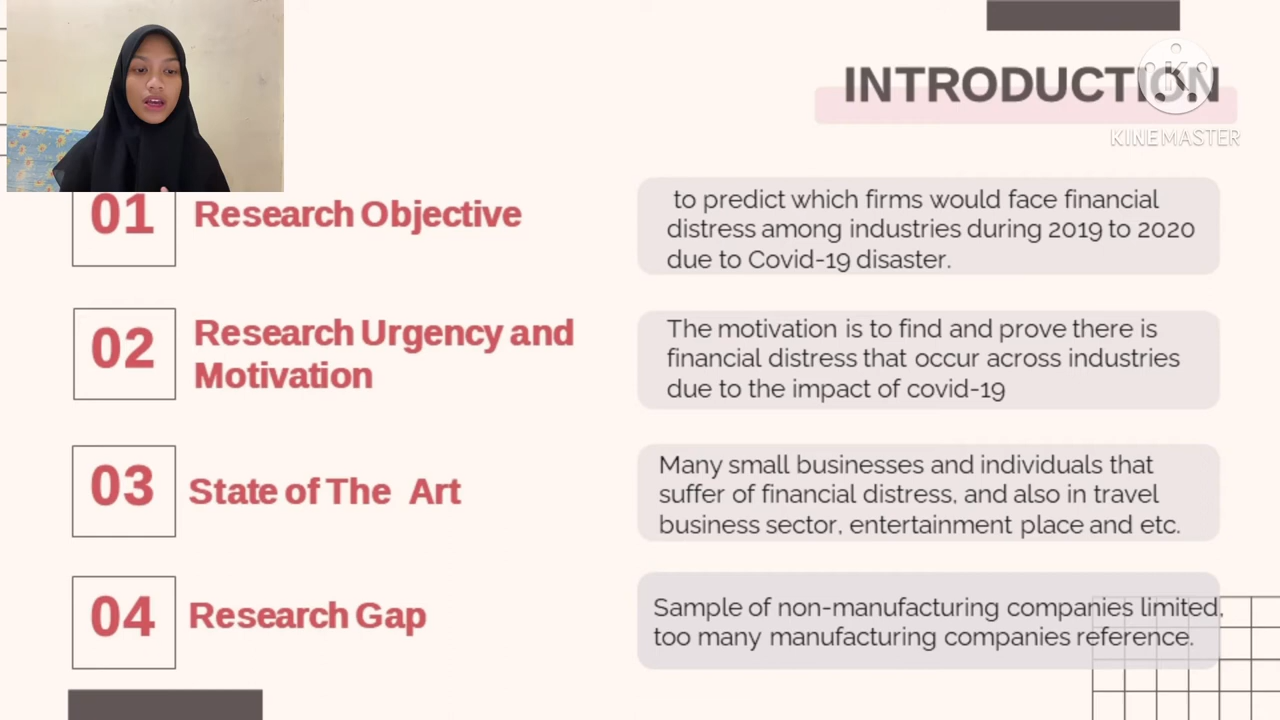 INTRODUCTION
KINEMASTER
01
Research Objective
to predict which firms would face financial
distress among industries during 2019 to 2020
due to Covid-19 disaster.
02
Research Urgency and
Motivation
The motivation is to find and prove there is
financial distress that occur across industries
due to the impact of covid-19
03
State of The Art
Many small businesses and individuals that
suffer of financial distress, and also in travel
business sector, entertainment place and etc.
04
Research Gap
Sample of non-manufacturing companies limited,
too many manufacturing companies reference.